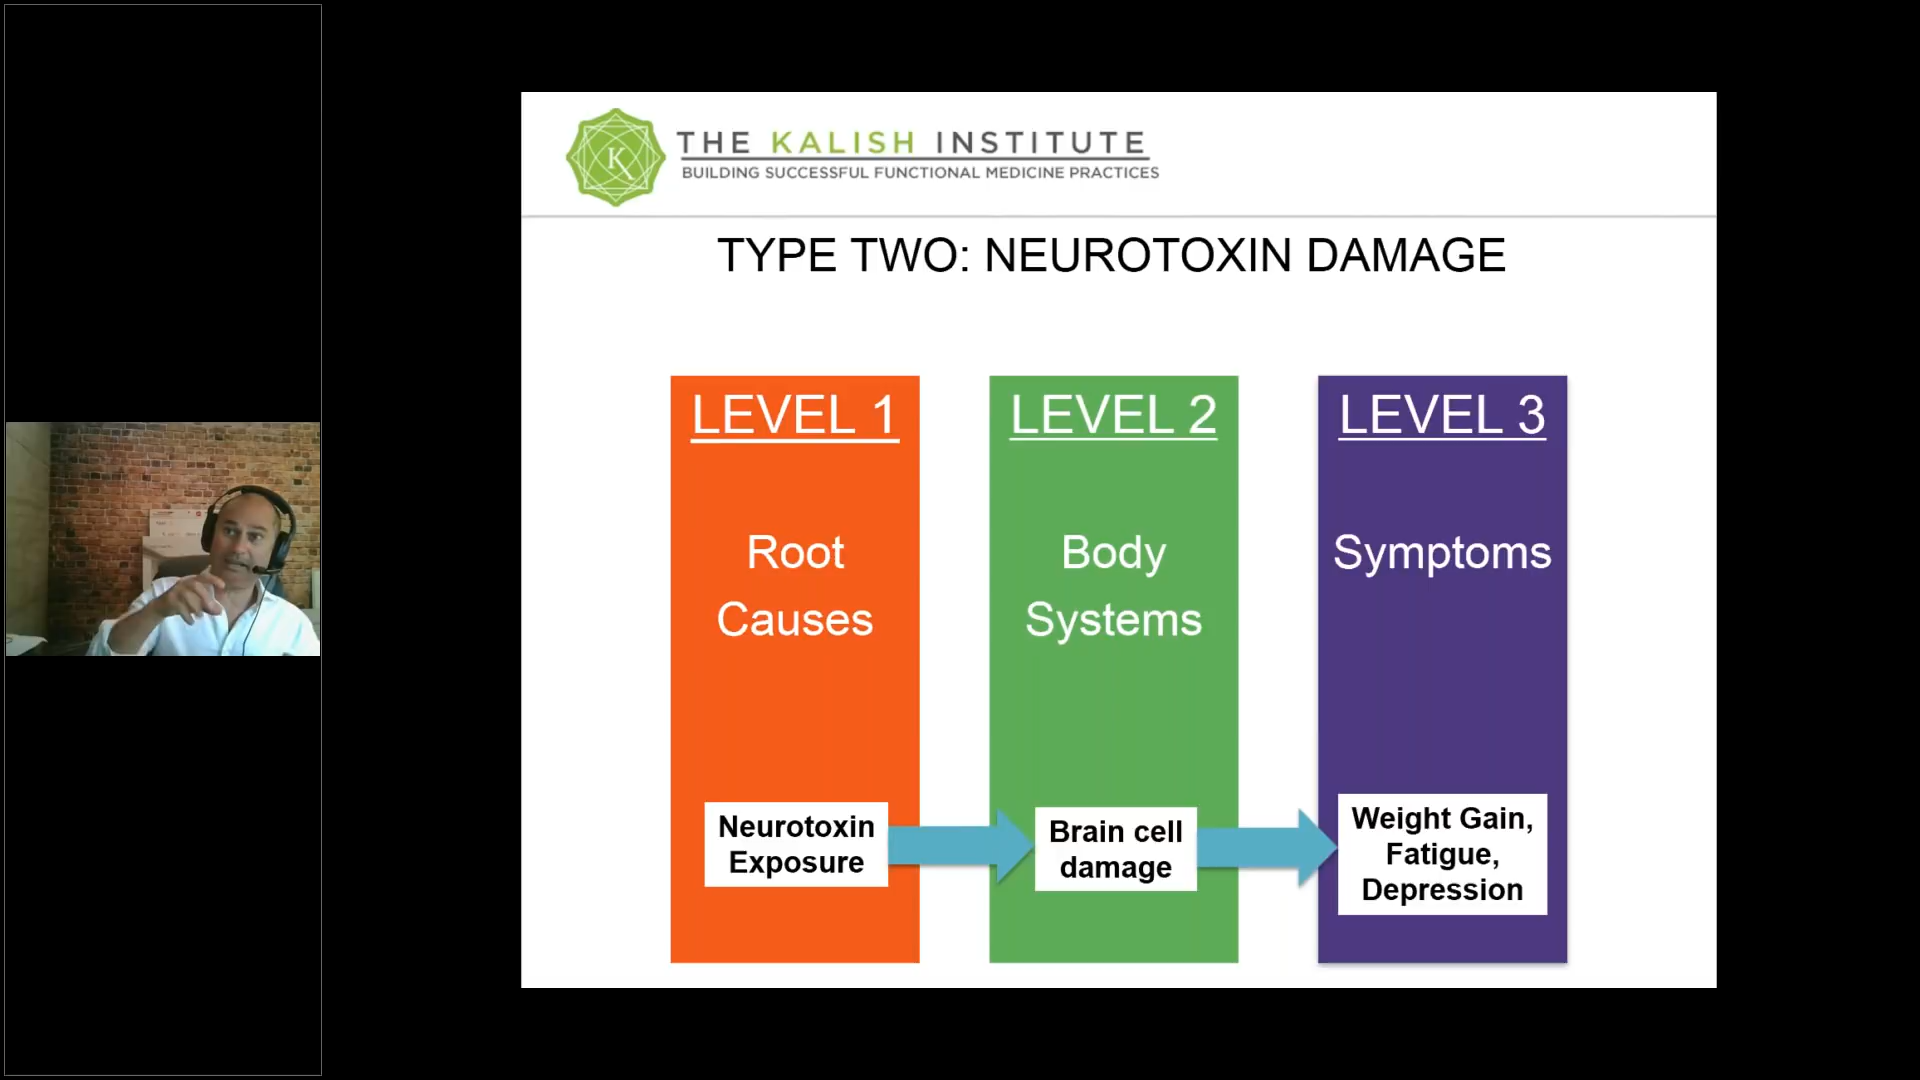 K
THE KALISH INSTITUTE
BUILDING SUCCESSFUL FUNCTIONAL MEDICINE PRACTICES
TYPE TWO: NEUROTOXIN DAMAGE
LEVEL 1
Root
Causes
Neurotoxin
Exposure
LEVEL 2
Body
Systems
Brain cell
damage
LEVEL 3
Symptoms
Weight Gain,
Fatigue,
Depression